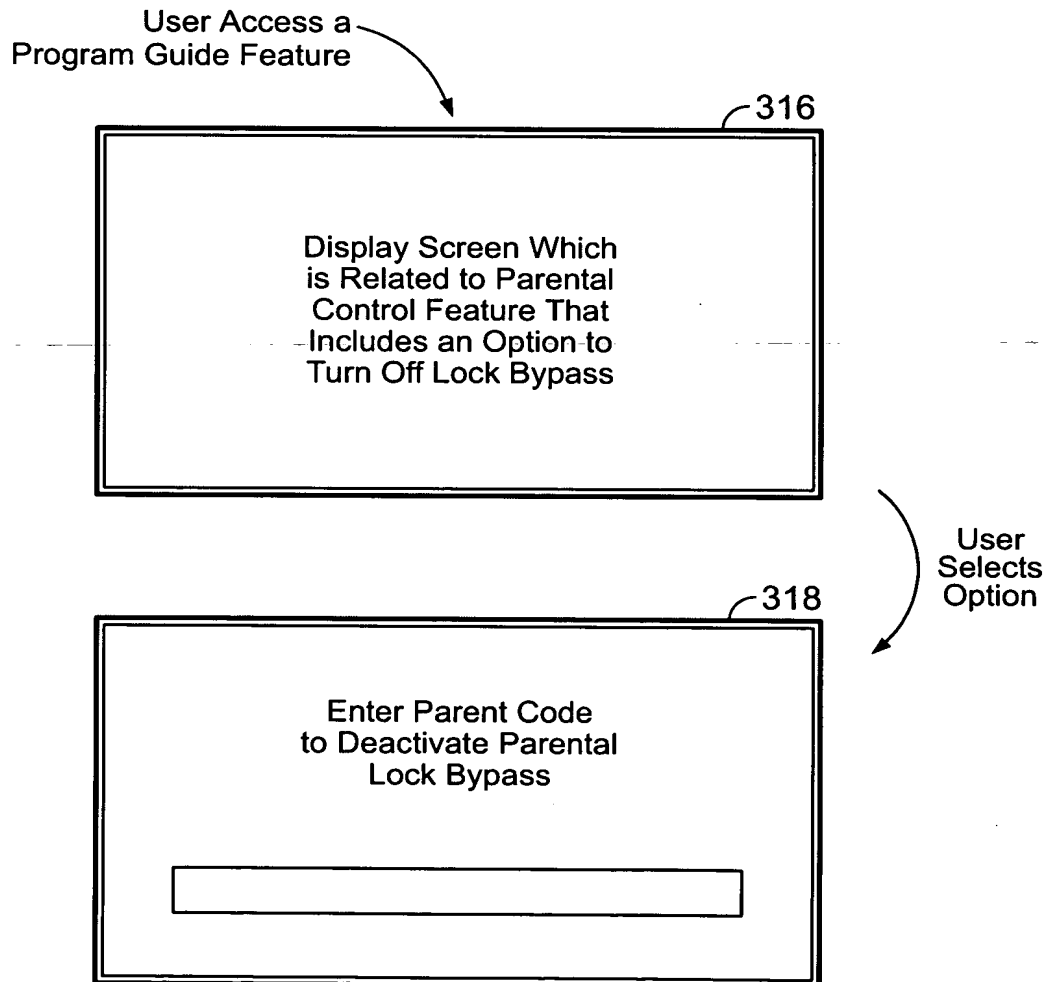 User Access a
Program Guide Feature
316
Display Screen Which
is Related to Parental
Control Feature That
Includes an Option to
Turn Off Lock Bypass
User
Selects
Option
318
Enter Parent Code
to Deactivate Parental
Lock Bypass